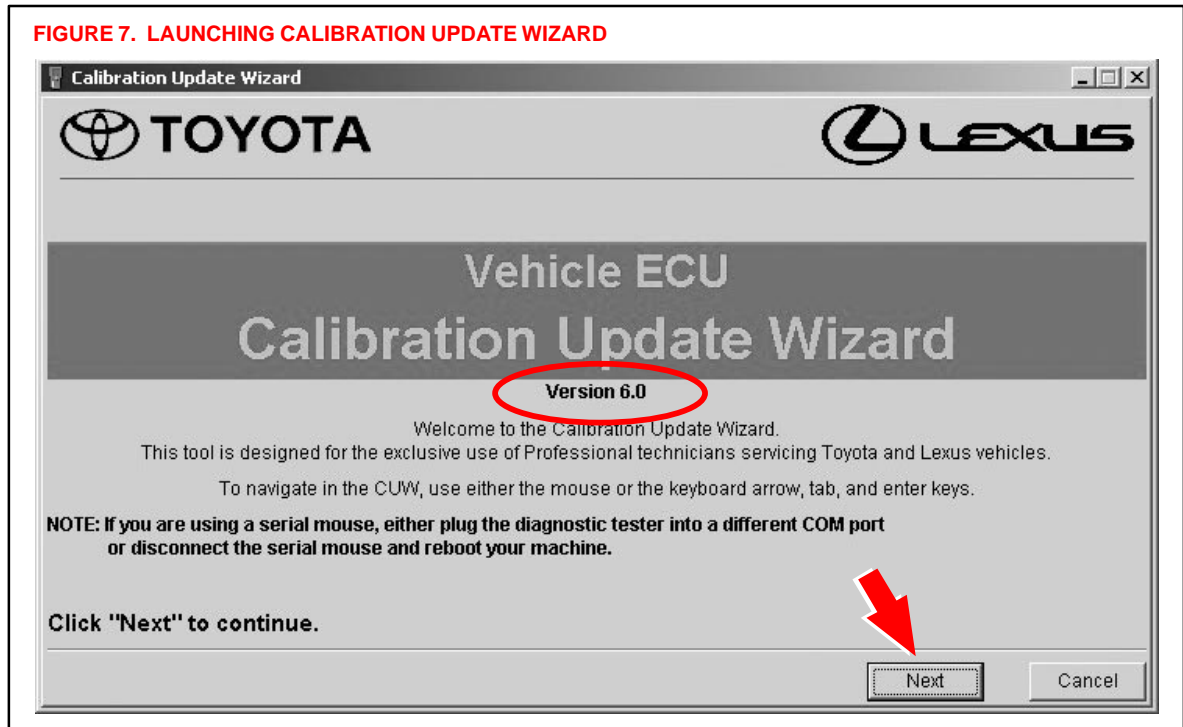 FIGURE 7. LAUNCHING CALIBRATION UPDATE WIZARD
Calibration Update Wizard
TOYOTA
LEXUS
Vehicle ECU
Calibration Update Wizard
Version 6.0
Welcome to the Calibration Update Wizard.
This tool is designed for the exclusive use of Professional technicians servicing Toyota and Lexus vehicles.
To navigate in the CUW, use either the mouse or the keyboard arrow, tab, and enter keys.
NOTE: If you are using a serial mouse, either plug the diagnostic tester into a different COM port
or disconnect the serial mouse and reboot your machine.
Click "Next" to continue.
Next
Cancel